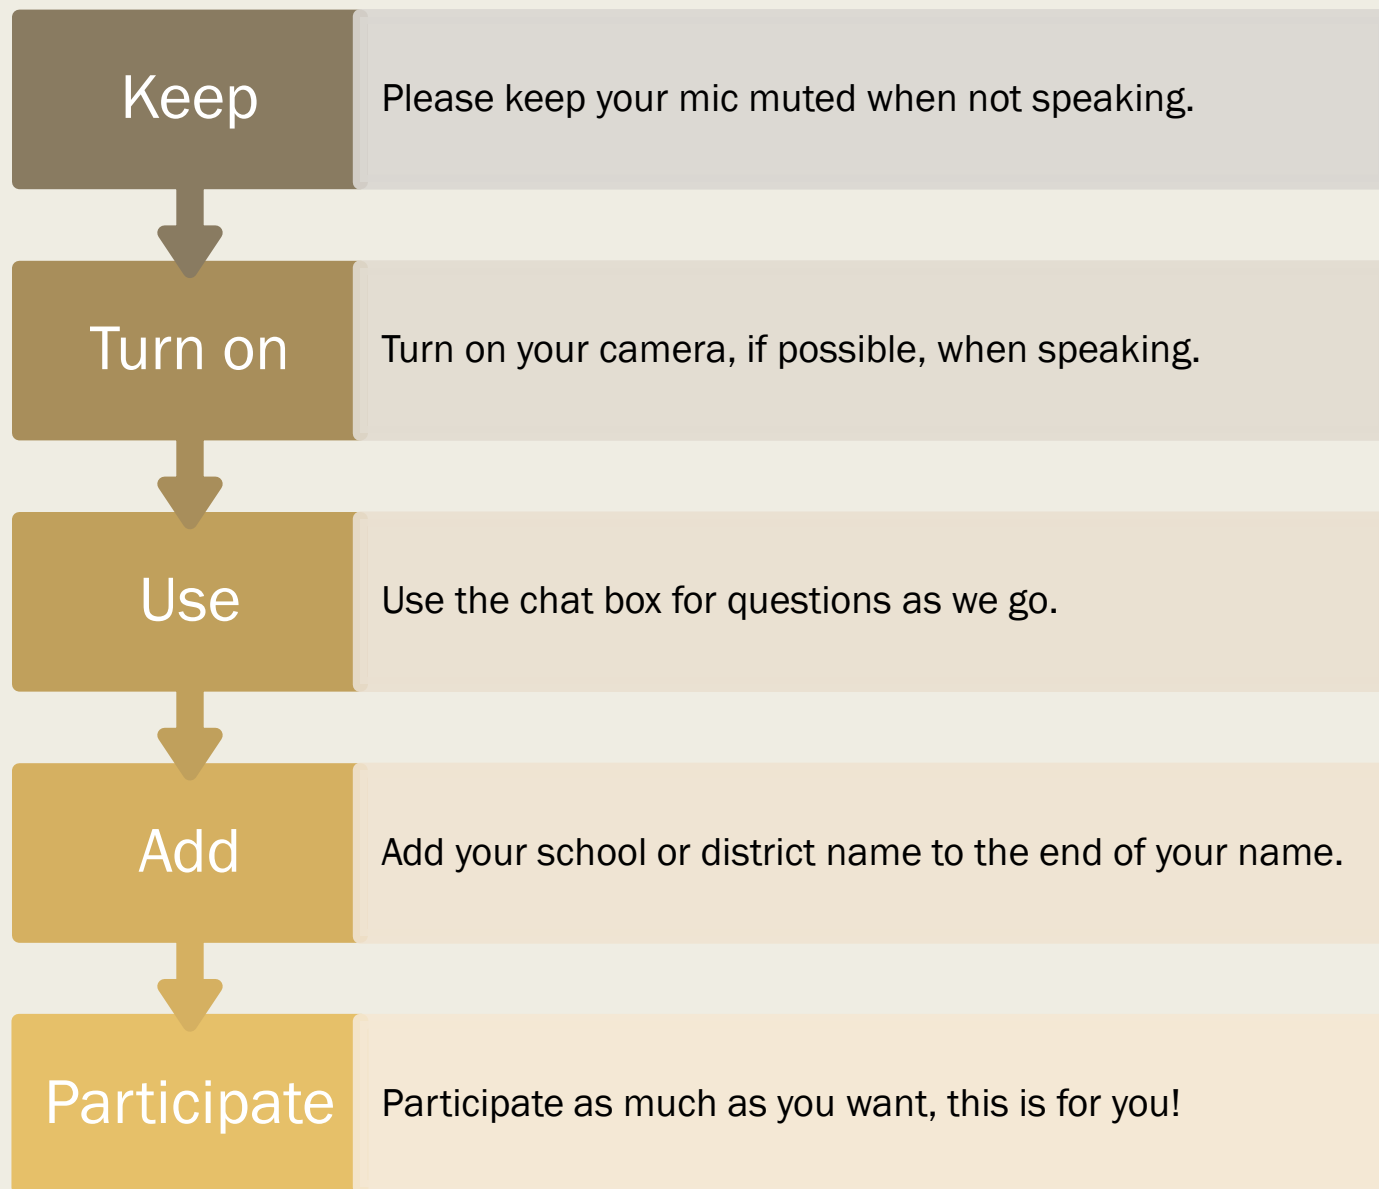 Keep
Please keep your mic muted when not speaking.
Turn on
Turn on your camera, if possible, when speaking.
Use
Use the chat box for questions as we go.
Add
Add your school or district name to the end of your name.
Participate
Participate as much as you want, this is for you!